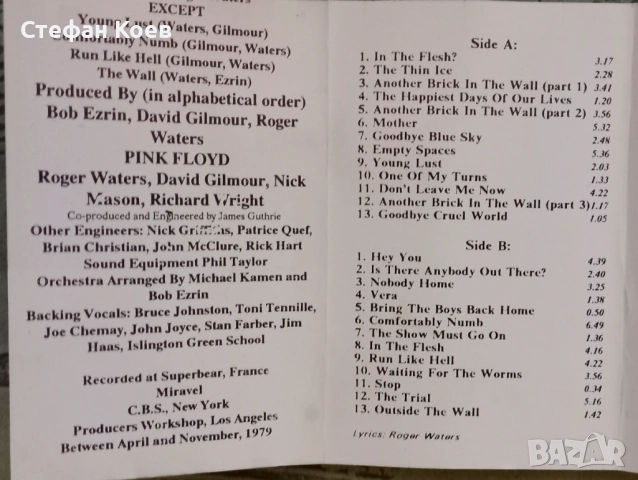 Стефан Коев
EXCEPT
Young Lust (Waters, Gilmour)
Comfortably Numb (Gilmour, Waters)
Run Like Hell (Gilmour, Waters)
The Wall (Waters, Ezrin)
Produced By (in alphabetical order)
Bob Ezrin, David Gilmour, Roger
Waters
PINK FLOYD
Roger Waters, David Gilmour, Nick
Mason, Richard Wright
Co-produced and Engineered by James Guthrie
Other Engineers: Nick Griffiths, Patrice Quef,
Brian Christian, John McClure, Rick Hart
Sound Equipment Phil Taylor
Orchestra Arranged By Michael Kamen and
Bob Ezrin
Backing Vocals: Bruce Johnston, Toni Tennille,
Joe Chemay, John Joyce, Stan Farber, Jim
Haas, Islington Green School
Recorded at Superbear, France
Miravel
C.B.S., New York
Producers Workshop, Los Angeles
Between April and November, 1979
Side A:
1. In The Flesh? 3.17
2. The Thin Ice 2.28
3. Another Brick In The Wall (part 1) 3.41
4. The Happiest Days Of Our Lives 1.20
5. Another Brick In The Wall (part 2) 3.56
6. Mother 5.32
7. Goodbye Blue Sky 2.48
8. Empty Spaces 5.36
9. Young Lust 2.03
10. One Of My Turns 1.33
11. Don't Leave Me Now 4.22
12. Another Brick In The Wall (part 3) 1.17
13. Goodbye Cruel World 1.05
Side B:
1. Hey You 4.39
2. Is There Anybody Out There? 2.40
3. Nobody Home 3.25
4. Vera 1.38
5. Bring The Boys Back Home 0.50
6. Comfortably Numb 6.49
7. The Show Must Go On 1.36
8. In The Flesh 4.16
9. Run Like Hell 4.22
10. Waiting For The Worms 3.56
11. Stop 0.34
12. The Trial 5.16
13. Outside The Wall 1.42
Lyrics: Roger Waters
BAZAR.bg